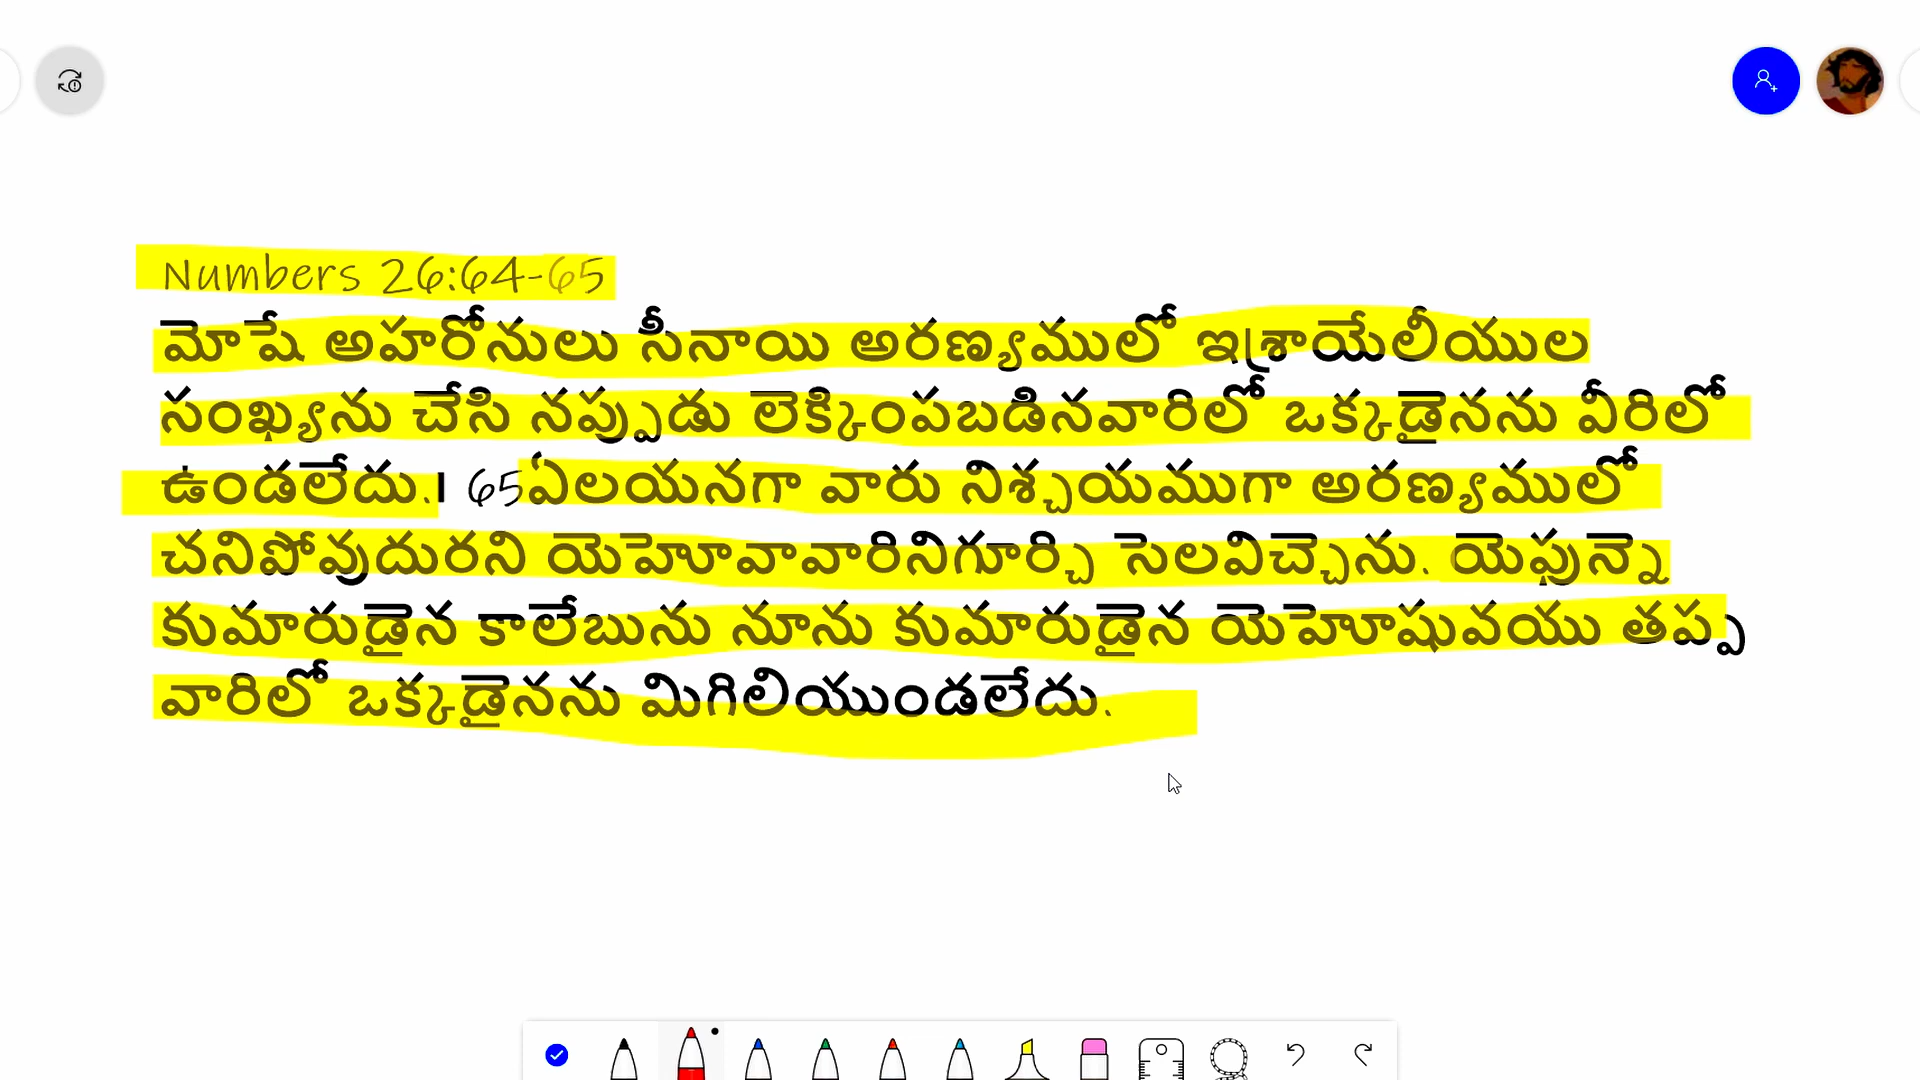 Numbers 26:64-65
మోషే అహరోనులు సీనాయి అరణ్యములో ఇశ్రాయేలీయుల
సంఖ్యను చేసి నప్పుడు లెక్కింపబడినవారిలో ఒక్కడైనను వీరిలో
ఉండలేదు.। 65ఏలయనగా వారు నిశ్చయముగా అరణ్యములో
చనిపోవుదురని యెహోవావారినిగూర్చి సెలవిచ్చెను. యెఫున్నె
కుమారుడైన కాలేబును నూను కుమారుడైన యెహోషువయు తప్ప
వారిలో ఒక్కడైనను మిగిలియుండలేదు.